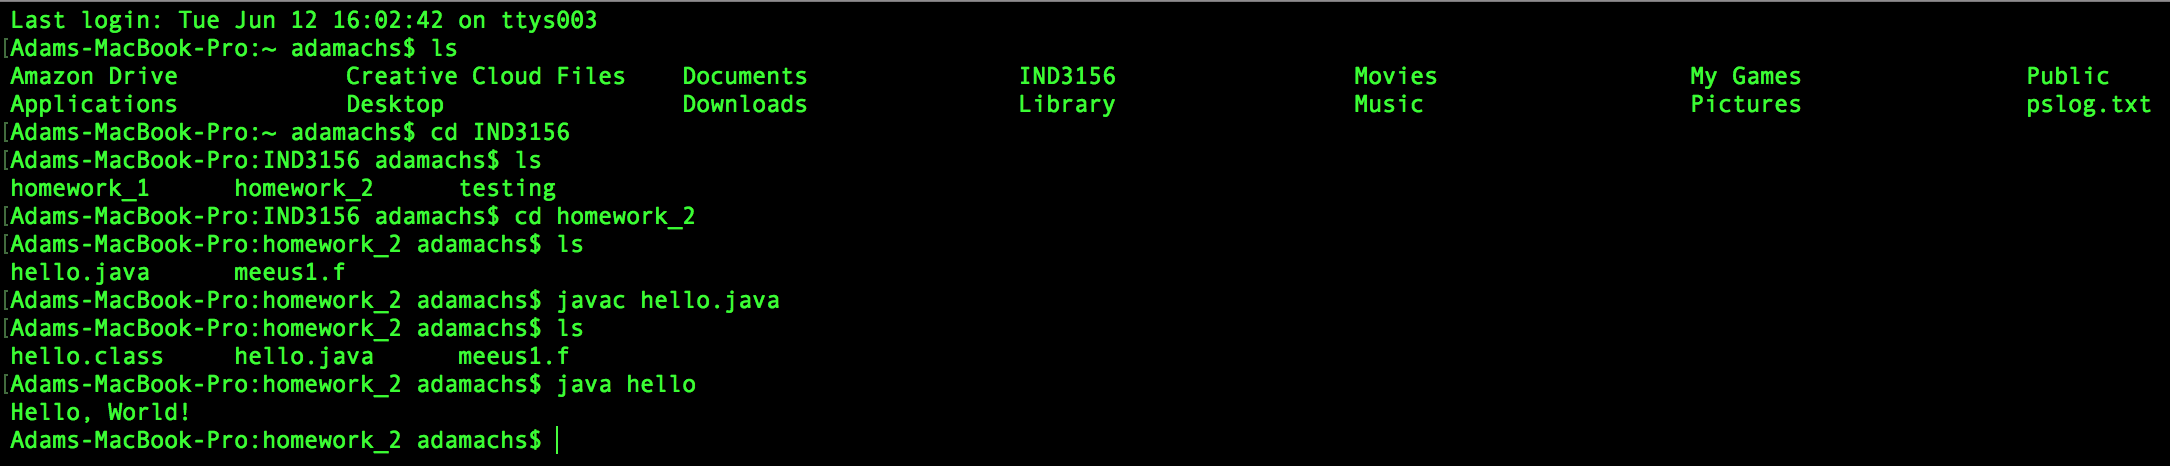 Last login: Tue Jun 12 16:02:42 on ttys003
[Adams-MacBook-Pro:~ adamachs$ ls
Amazon Drive            Creative Cloud Files    Documents               IND3156                 Movies                  My Games                Public
Applications            Desktop                 Downloads               Library                 Music                   Pictures                pslog.txt
[Adams-MacBook-Pro:~ adamachs$ cd IND3156
[Adams-MacBook-Pro:IND3156 adamachs$ ls
homework_1      homework_2      testing
[Adams-MacBook-Pro:IND3156 adamachs$ cd homework_2
[Adams-MacBook-Pro:homework_2 adamachs$ ls
hello.java      meeus1.f
[Adams-MacBook-Pro:homework_2 adamachs$ javac hello.java
[Adams-MacBook-Pro:homework_2 adamachs$ ls
hello.class     hello.java      meeus1.f
[Adams-MacBook-Pro:homework_2 adamachs$ java hello
Hello, World!
Adams-MacBook-Pro:homework_2 adamachs$